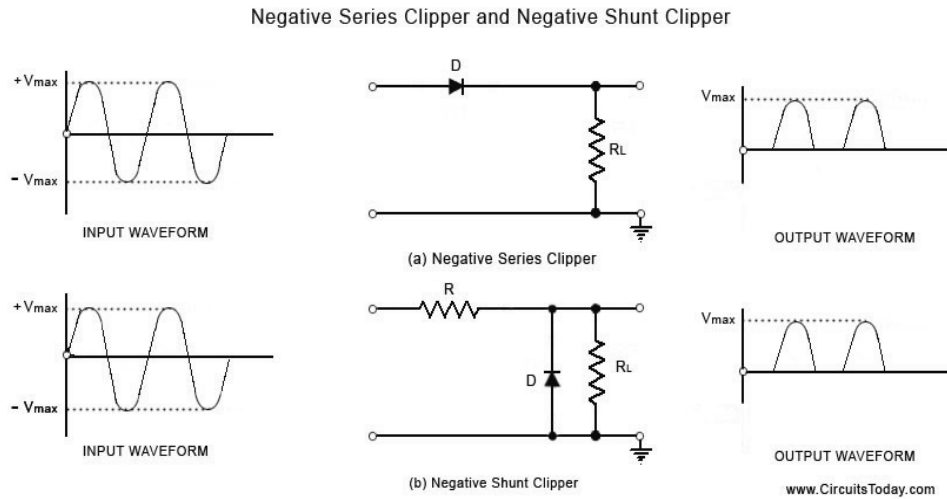 Negative Series Clipper and Negative Shunt Clipper
+Vmax
- Vmax
INPUT WAVEFORM
D
RL
(a) Negative Series Clipper
Vmax
OUTPUT WAVEFORM
+Vmax
- Vmax
INPUT WAVEFORM
R
D
RL
(b) Negative Shunt Clipper
Vmax
OUTPUT WAVEFORM
www.CircuitsToday.com